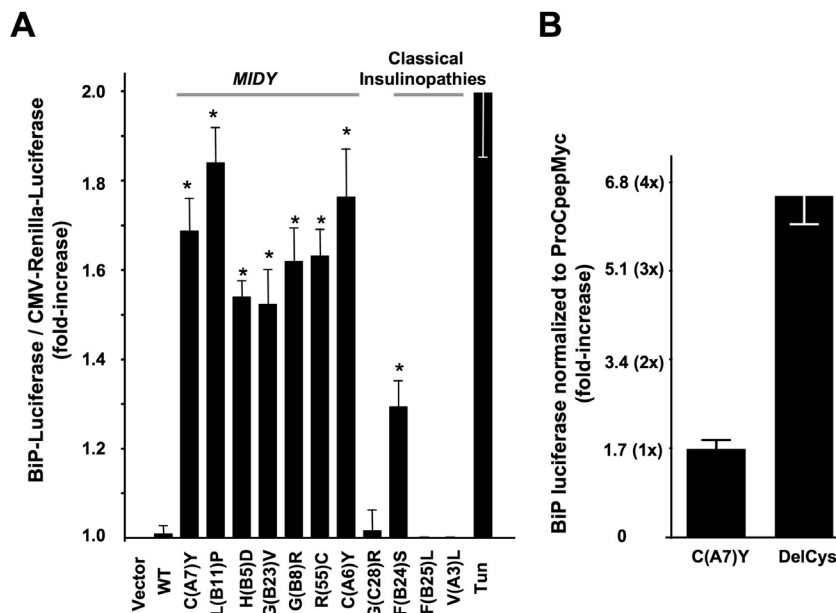 A
MIDY
Classical
Insulinopathies
BiP-Luciferase / CMV-Renilla-Luciferase
(fold-increase)
2.0
1.8
1.6
1.4
1.2
1.0
*
*
*
*
*
*
*
*
Vector
WT
C(A7)Y
L(B11)P
H(B5)D
G(B23)V
G(B8)R
R(55)C
C(A6)Y
G(C28)R
F(B24)S
F(B25)L
V(A3)L
Tun
B
BiP luciferase normalized to ProCpepMyc
(fold-increase)
6.8 (4x)
5.1 (3x)
3.4 (2x)
1.7 (1x)
0
C(A7)Y
DelCys